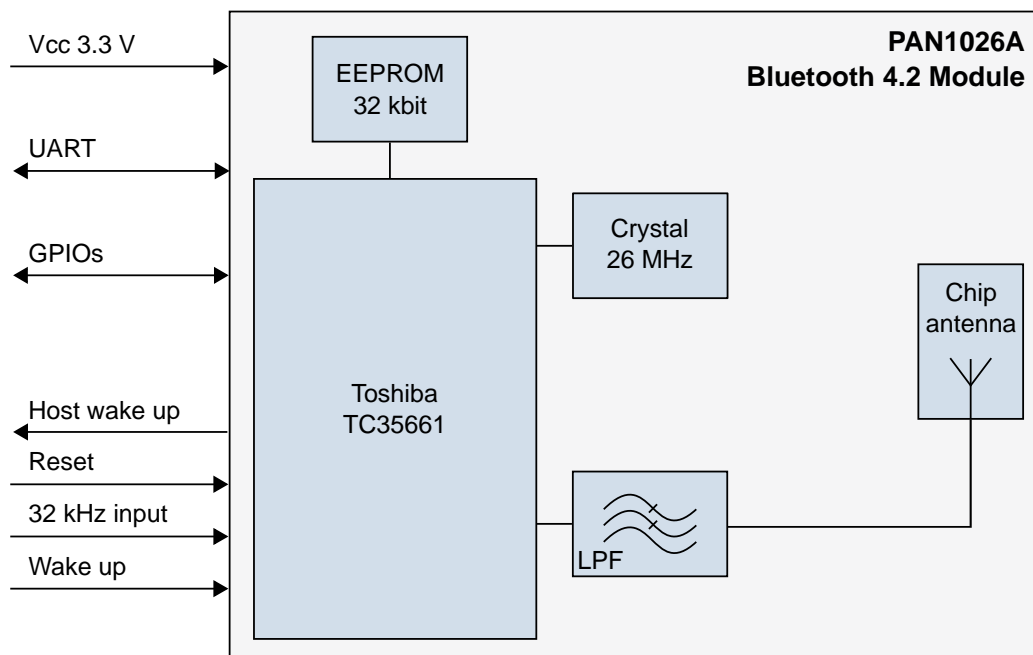 Vcc 3.3 V
UART
GPIOs
Host wake up
Reset
32 kHz input
Wake up
PAN1026A
Bluetooth 4.2 Module
EEPROM
32 kbit
Crystal
26 MHz
Chip
antenna
Toshiba
TC35661
LPF